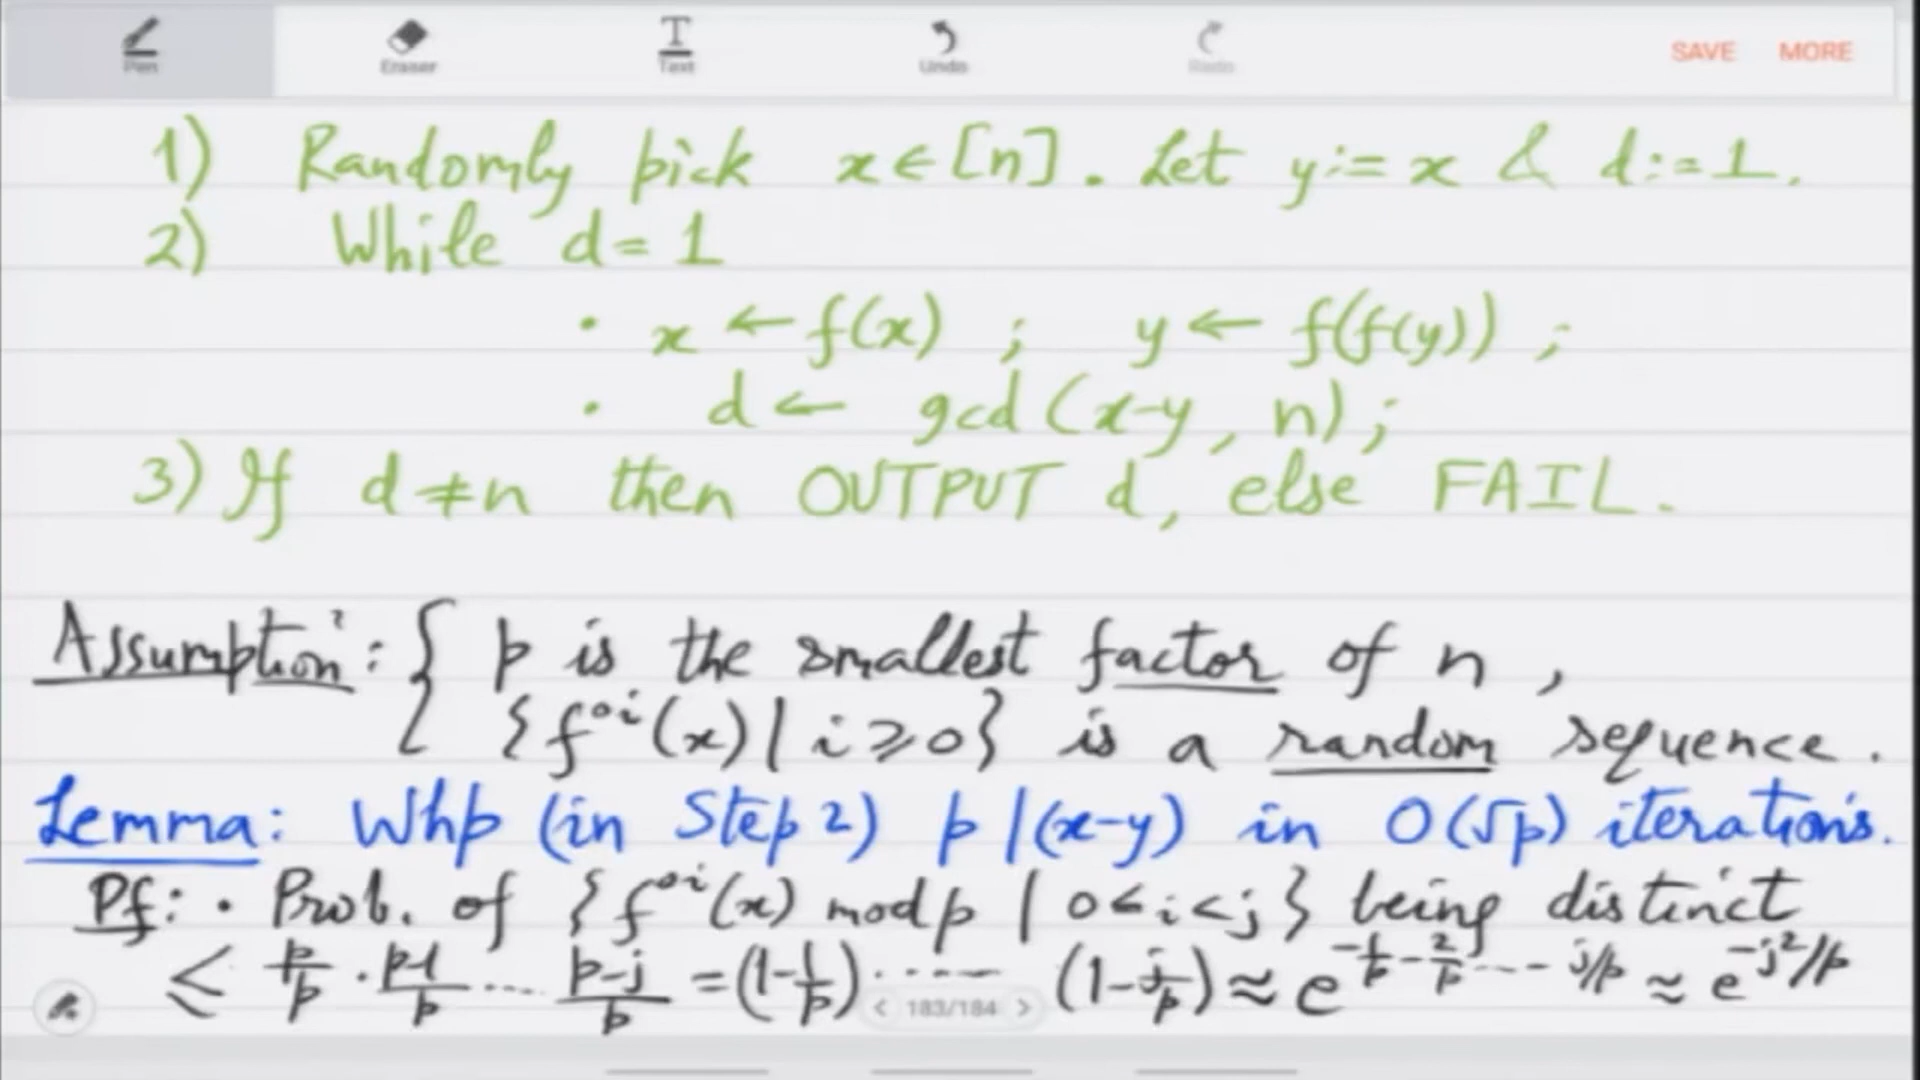 Pen Eraser Text Undo Redo SAVE MORE
1) Randomly pick x∈[n]. Let y:=x & d:=1.
2) While d=1
• x←f(x) ; y←f(f(y)) ;
• d← gcd(x-y, n);
3) If d≠n then OUTPUT d, else FAIL.
Assumption: { p is the smallest factor of n ,
{f^{∘i}(x) | i⩾0} is a random sequence.
Lemma: Whp (in Step 2) p|(x-y) in O(√p) iterations.
Pf: • Prob. of {f^{∘i}(x) mod p | 0<i<j} being distinct
≤ p/p · p-1/p ... p-j/p = (1-1/p)..... (1-j/p) ≈ e^{-1/p - 2/p .... j/p} ≈ e^{-j²/p}
< 183/184 >